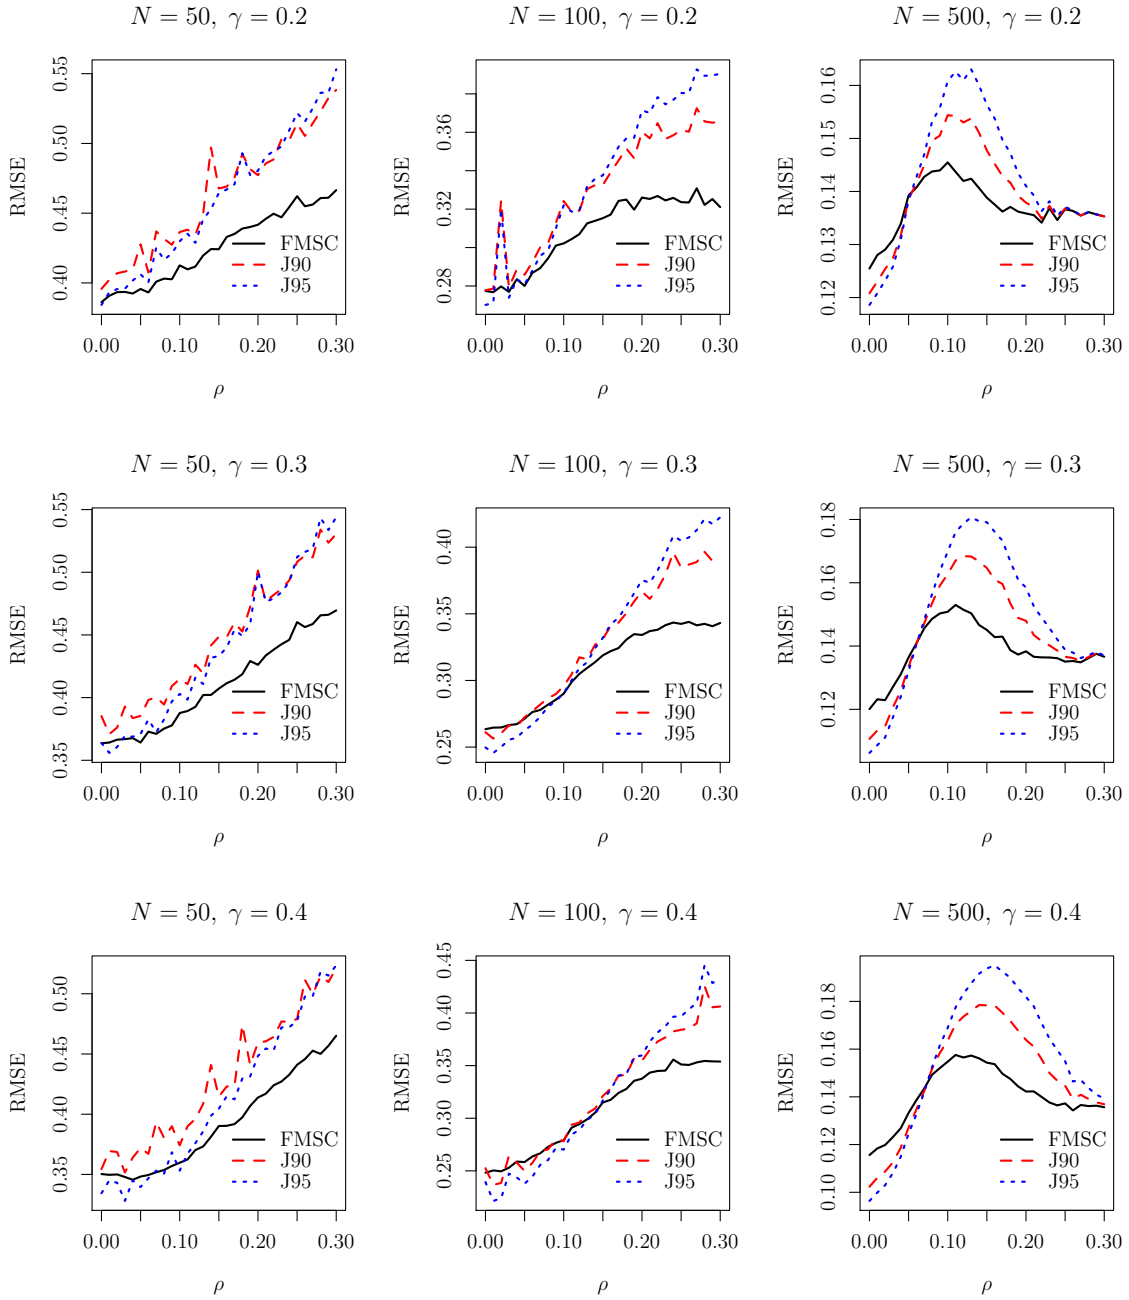 N = 50, γ = 0.2
RMSE
0.40 0.45 0.50 0.55
FMSC
J90
J95
0.00 0.10 0.20 0.30
ρ
N = 100, γ = 0.2
RMSE
0.28 0.32 0.36
FMSC
J90
J95
0.00 0.10 0.20 0.30
ρ
N = 500, γ = 0.2
RMSE
0.12 0.13 0.14 0.15 0.16
FMSC
J90
J95
0.00 0.10 0.20 0.30
ρ
N = 50, γ = 0.3
RMSE
0.35 0.40 0.45 0.50 0.55
FMSC
J90
J95
0.00 0.10 0.20 0.30
ρ
N = 100, γ = 0.3
RMSE
0.25 0.30 0.35 0.40
FMSC
J90
J95
0.00 0.10 0.20 0.30
ρ
N = 500, γ = 0.3
RMSE
0.12 0.14 0.16 0.18
FMSC
J90
J95
0.00 0.10 0.20 0.30
ρ
N = 50, γ = 0.4
RMSE
0.35 0.40 0.45 0.50
FMSC
J90
J95
0.00 0.10 0.20 0.30
ρ
N = 100, γ = 0.4
RMSE
0.25 0.30 0.35 0.40 0.45
FMSC
J90
J95
0.00 0.10 0.20 0.30
ρ
N = 500, γ = 0.4
RMSE
0.10 0.12 0.14 0.16 0.18
FMSC
J90
J95
0.00 0.10 0.20 0.30
ρ